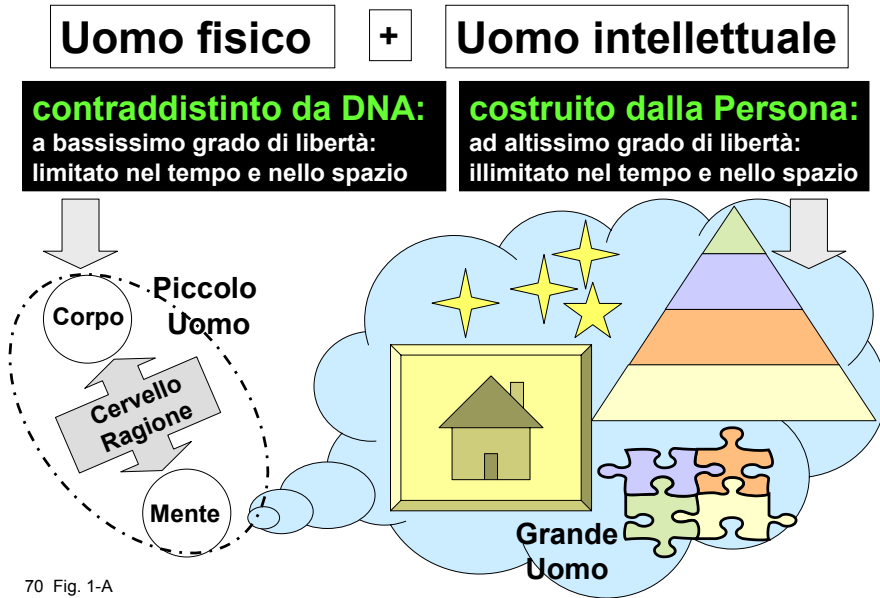 Uomo fisico + Uomo intellettuale
contraddistinto da DNA:
a bassissimo grado di libertà:
limitato nel tempo e nello spazio
costruito dalla Persona:
ad altissimo grado di libertà:
illimitato nel tempo e nello spazio
Piccolo
Uomo
Corpo
Cervello
Ragione
Mente
Grande
Uomo
70 Fig. 1-A